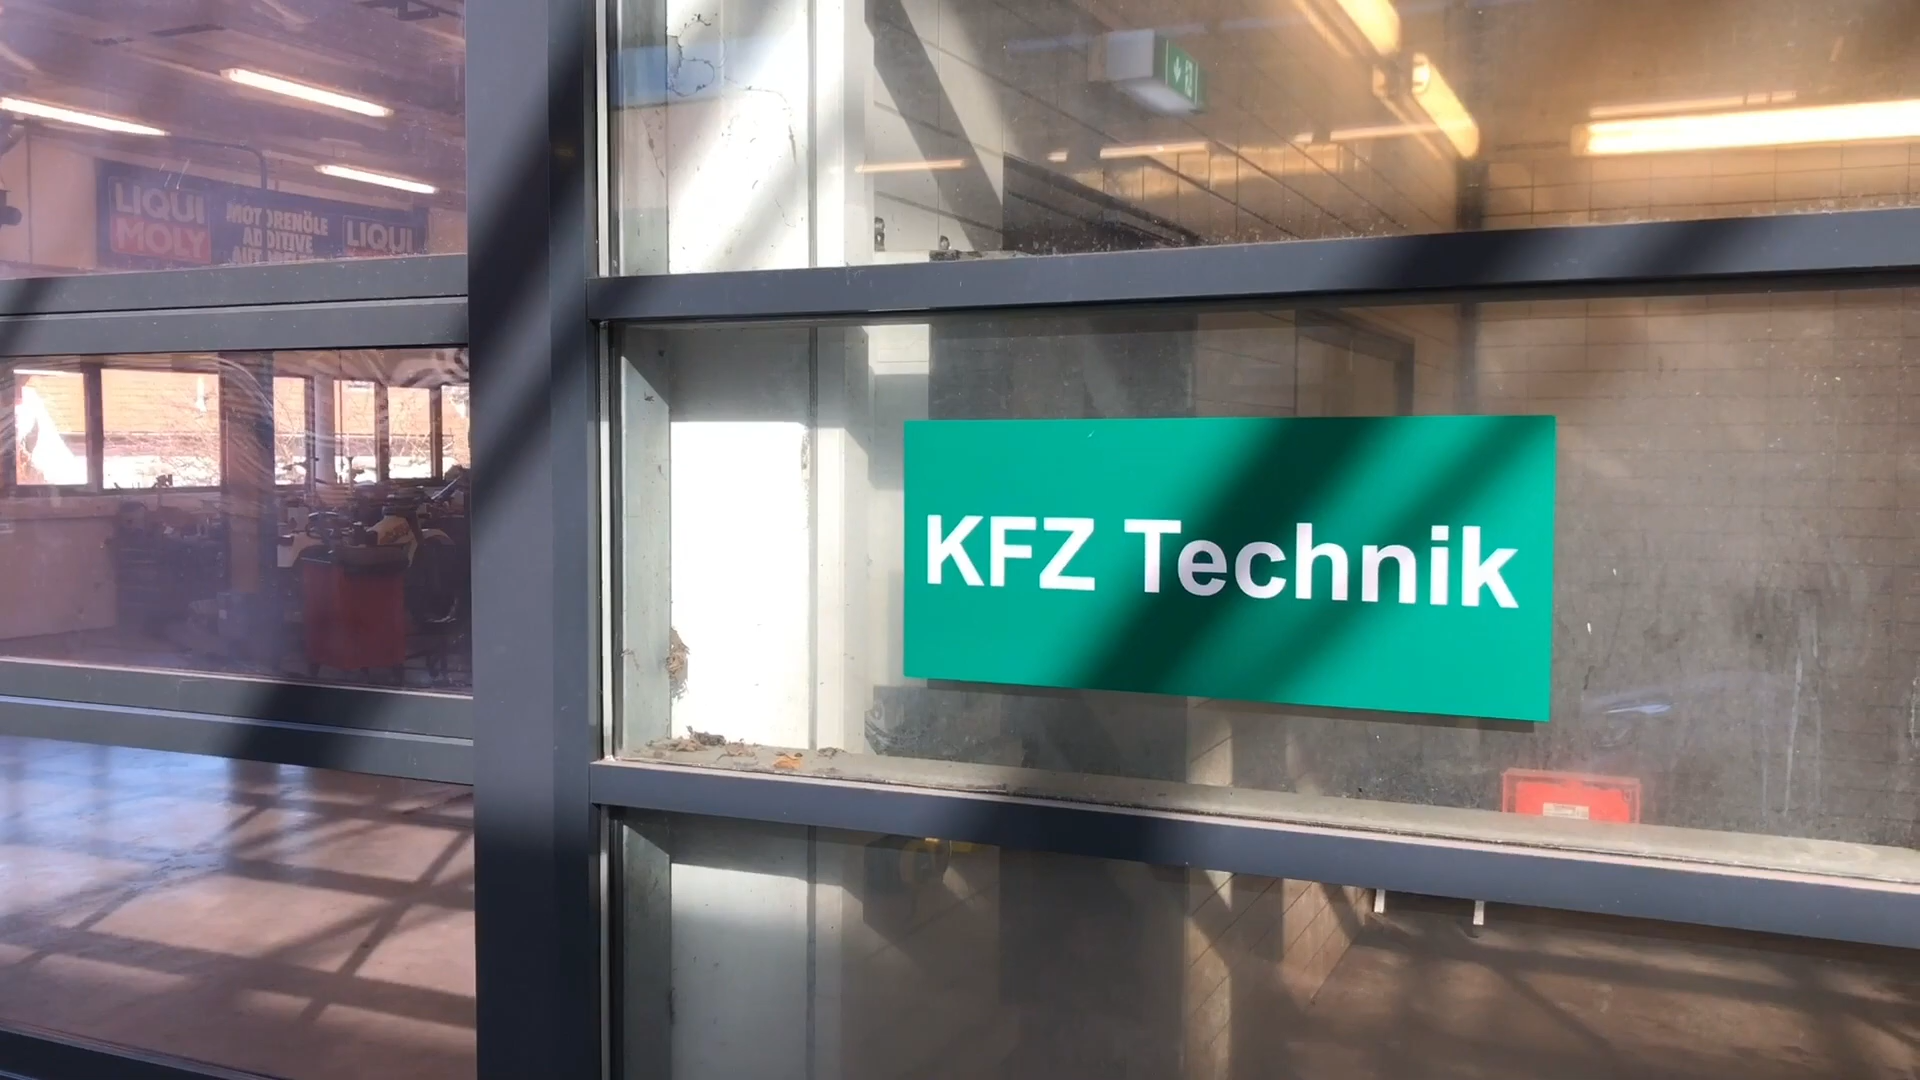 LIQUI
MOLY
MOTORENÖLE
ADDITIVE
LIQUI
KFZ Technik